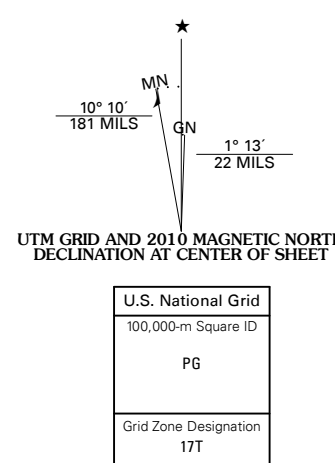 ★
MN
10° 10´
181 MILS
GN
1° 13´
22 MILS
UTM GRID AND 2010 MAGNETIC NORTH
DECLINATION AT CENTER OF SHEET
U.S. National Grid
100,000-m Square ID
PG
Grid Zone Designation
17T